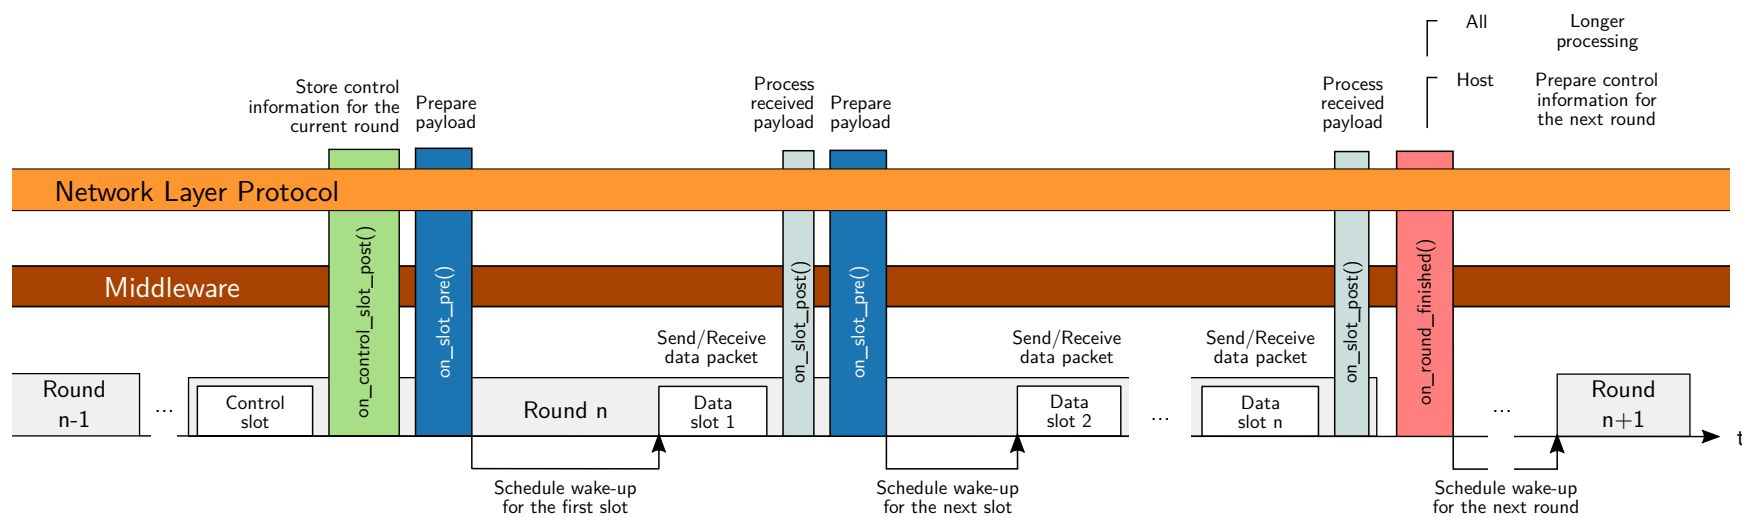 All
Longer
processing
Host
Prepare control
information for
the next round
Store control
information for the
current round
Prepare
payload
Process
received
payload
Prepare
payload
Process
received
payload
Network Layer Protocol
Middleware
on_control_slot_post()
on_slot_pre()
on_slot_post()
on_slot_pre()
on_slot_post()
on_round_finished()
Send/Receive
data packet
Send/Receive
data packet
Send/Receive
data packet
Round
n-1
...
Control
slot
Round n
Data
slot 1
Data
slot 2
...
Data
slot n
...
Round
n+1
t
Schedule wake-up
for the first slot
Schedule wake-up
for the next slot
Schedule wake-up
for the next round